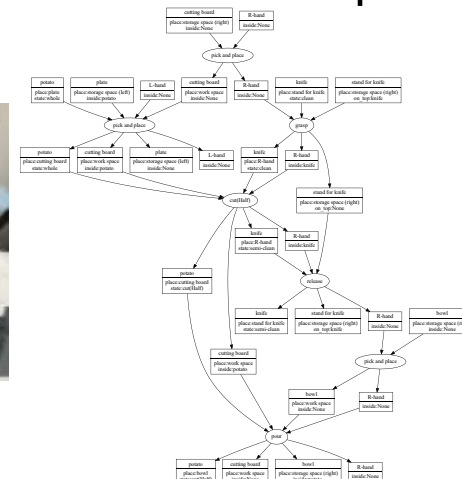 cutting board
place:storage space (right)
inside:None
R-hand
inside:None
pick and place
potato
place:plate
state:whole
plate
place:storage space (left)
inside:potato
L-hand
inside:None
cutting board
place:work space
inside:None
R-hand
inside:None
knife
place:stand for knife
state:clean
stand for knife
place:storage space (right)
on_top:knife
pick and place
grasp
potato
place:cutting board
state:whole
cutting board
place:work space
inside:potato
plate
place:storage space (left)
inside:None
L-hand
inside:None
knife
place:R-hand
state:clean
R-hand
inside:knife
stand for knife
place:storage space (right)
on_top:None
cut(Half)
knife
place:R-hand
state:semi-clean
R-hand
inside:knife
potato
place:cutting board
state:cut(Half)
release
knife
place:stand for knife
state:semi-clean
stand for knife
place:storage space (right)
on_top:knife
R-hand
inside:None
bowl
place:storage space (ri
inside:None
cutting board
place:work space
inside:potato
pick and place
bowl
place:work space
inside:None
R-hand
inside:None
pour
potato
place:bowl
cutting board
place:work space
bowl
place:storage space (right)
R-hand
inside:None